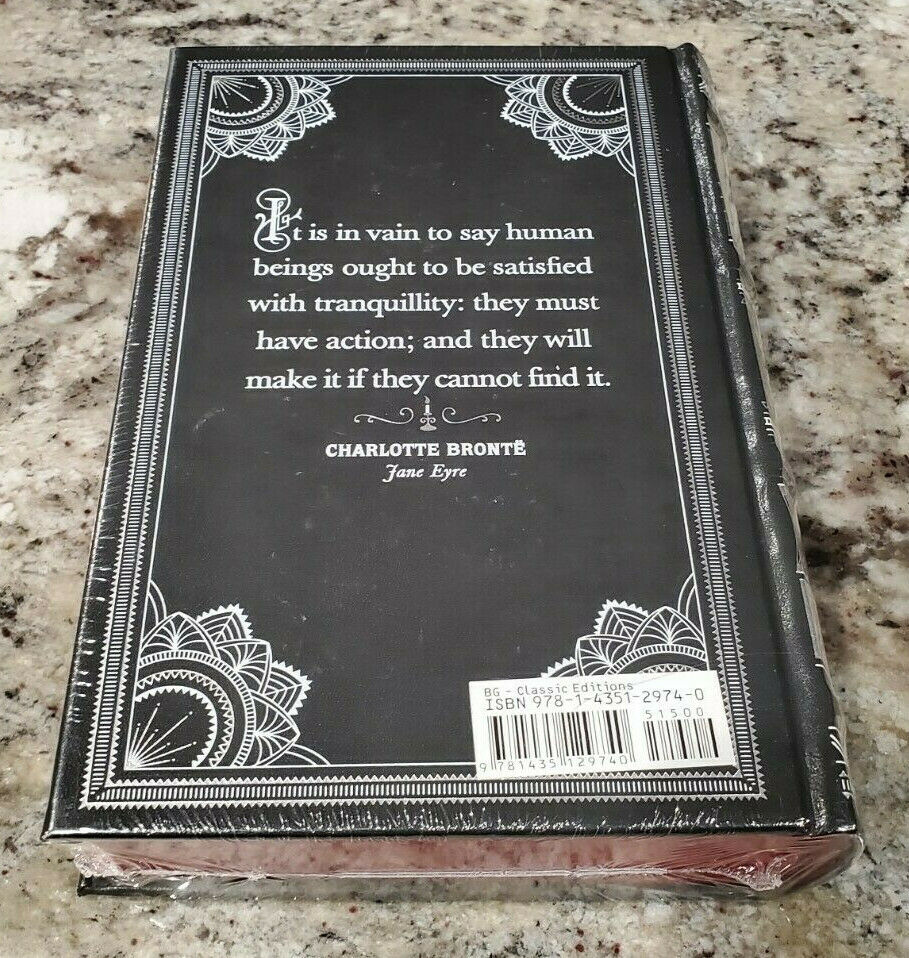 It is in vain to say human
beings ought to be satisfied
with tranquillity: they must
have action; and they will
make it if they cannot find it.
CHARLOTTE BRONTË
Jane Eyre
BG - Classic Editions
ISBN 978-1-4351-2974-0
51500
9 781435 129740